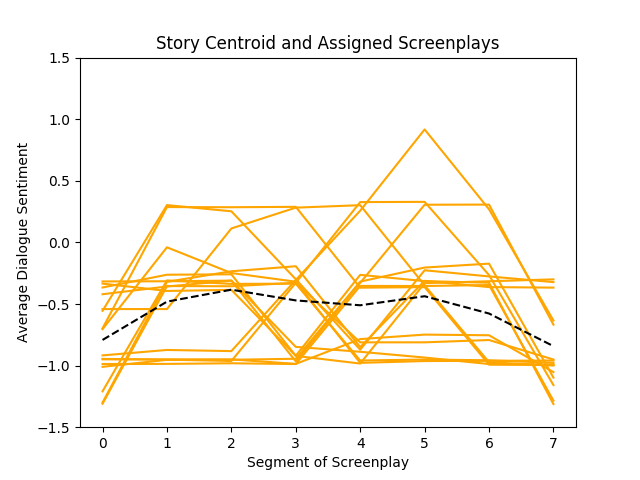 Story Centroid and Assigned Screenplays
1.5
1.0
0.5
0.0
−0.5
−1.0
−1.5
Average Dialogue Sentiment
0 1 2 3 4 5 6 7
Segment of Screenplay